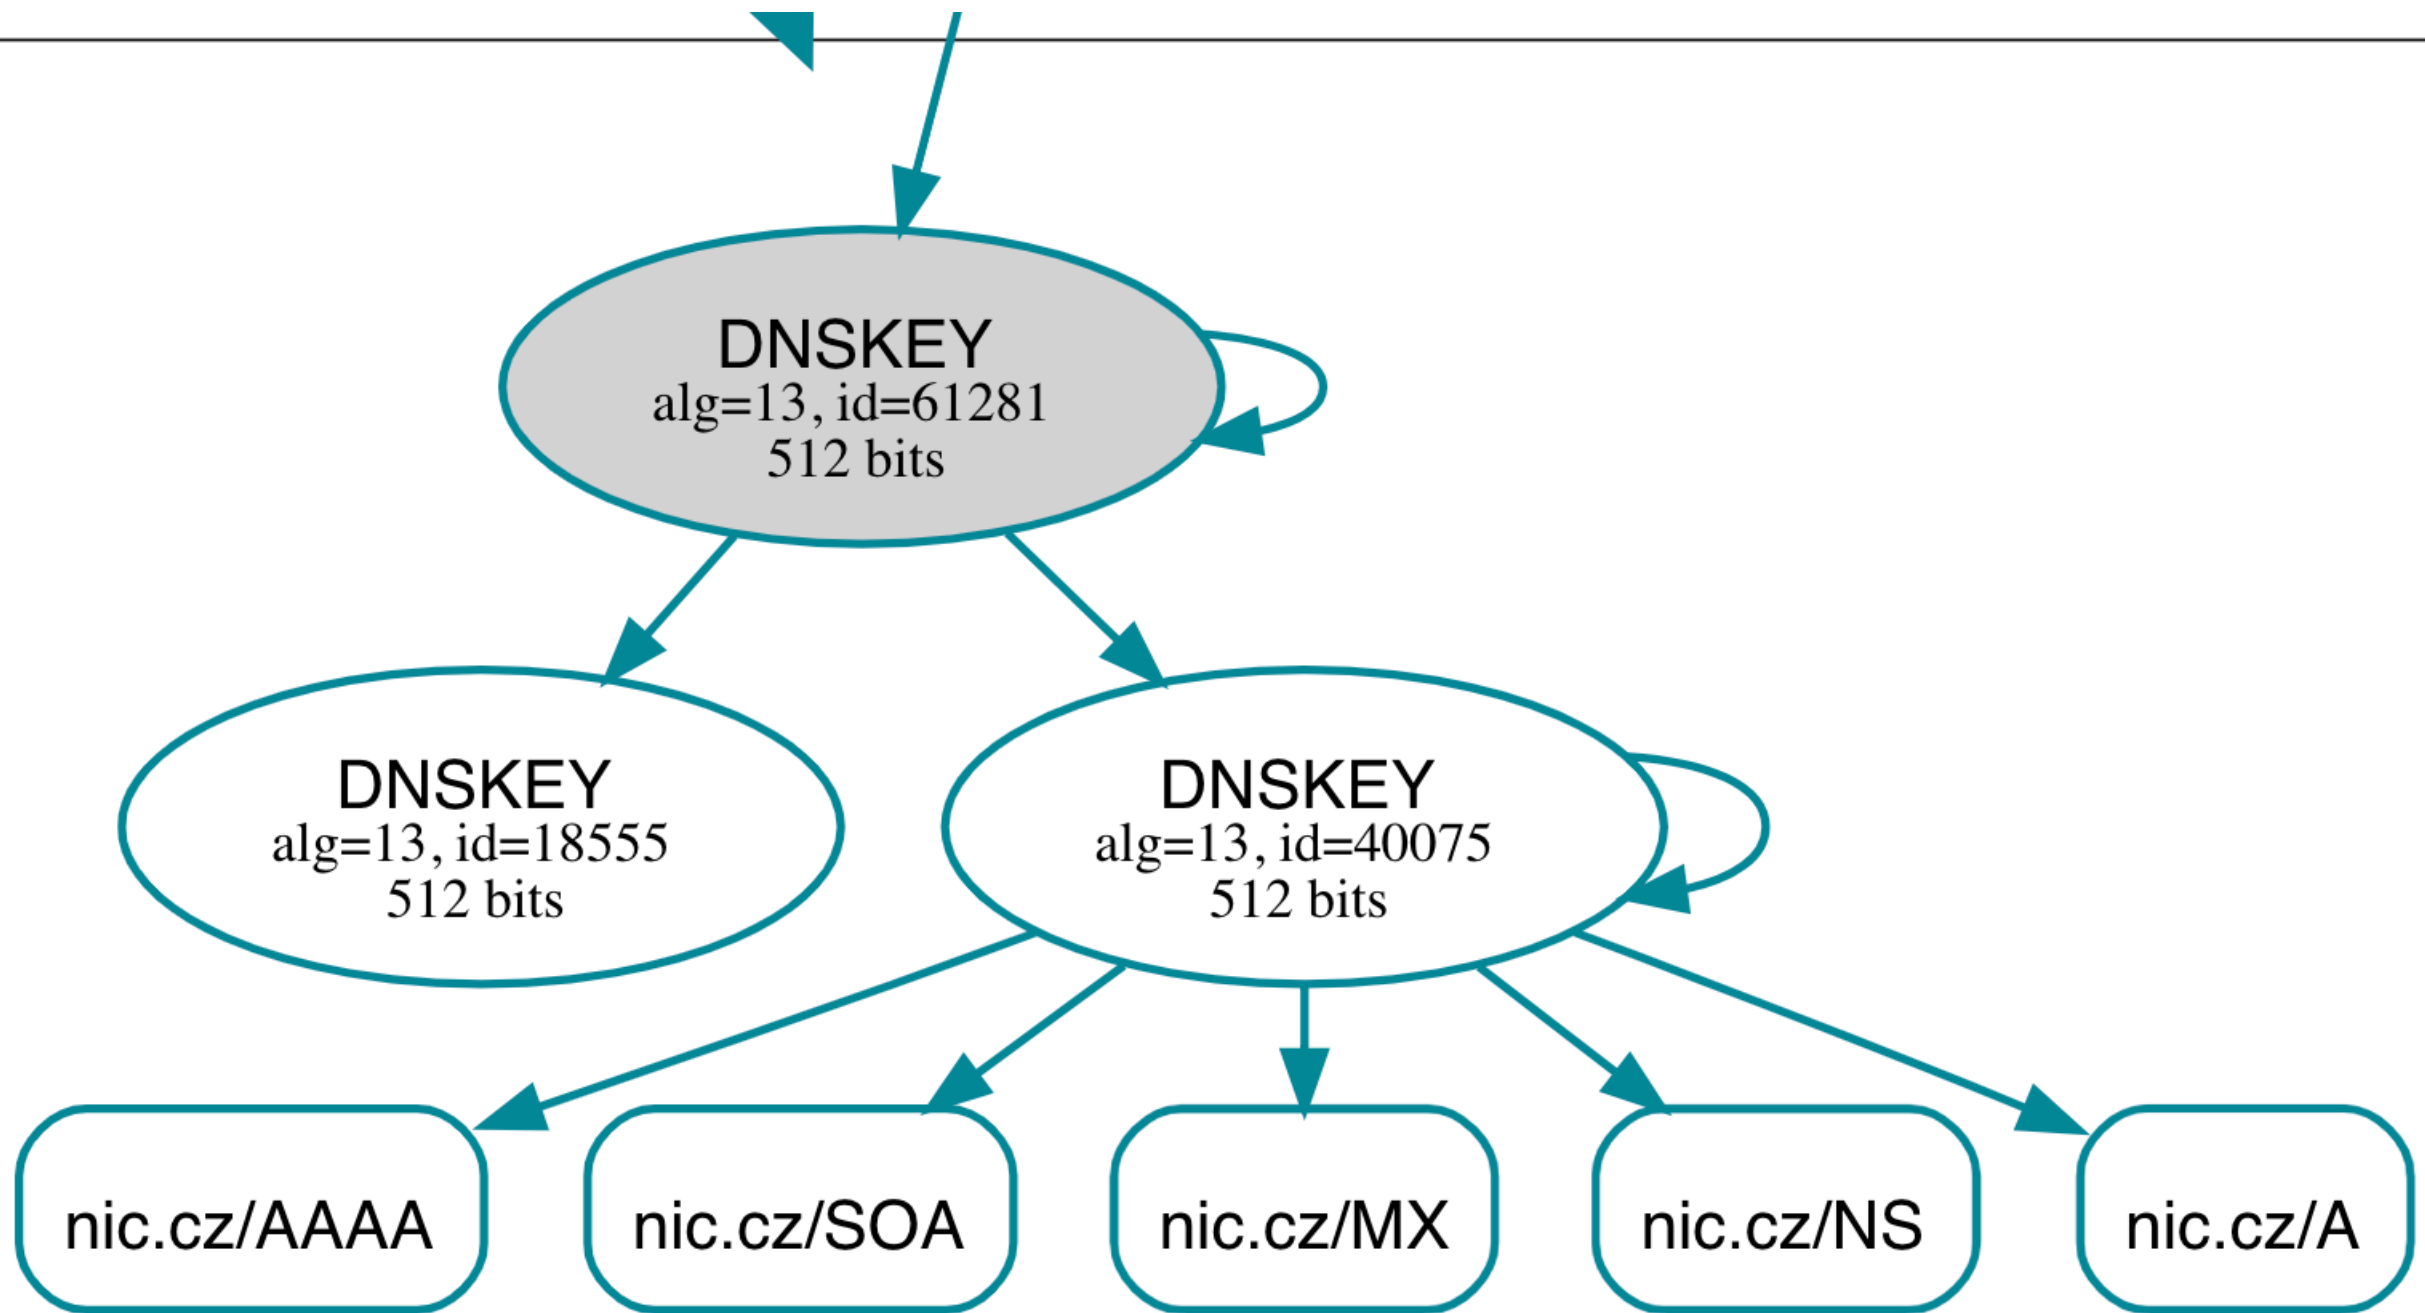 DNSKEY
alg=13, id=61281
512 bits
DNSKEY
alg=13, id=18555
512 bits
DNSKEY
alg=13, id=40075
512 bits
nic.cz/AAAA
nic.cz/SOA
nic.cz/MX
nic.cz/NS
nic.cz/A